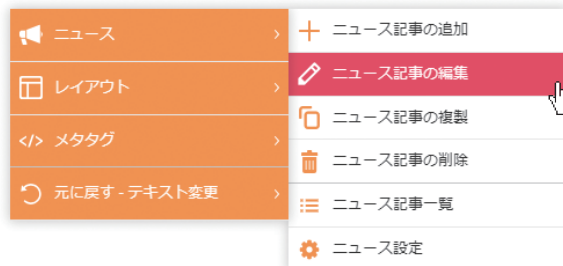 ニュース
レイアウト
メタタグ
元に戻す - テキスト変更
ニュース記事の追加
ニュース記事の編集
ニュース記事の複製
ニュース記事の削除
ニュース記事一覧
ニュース設定